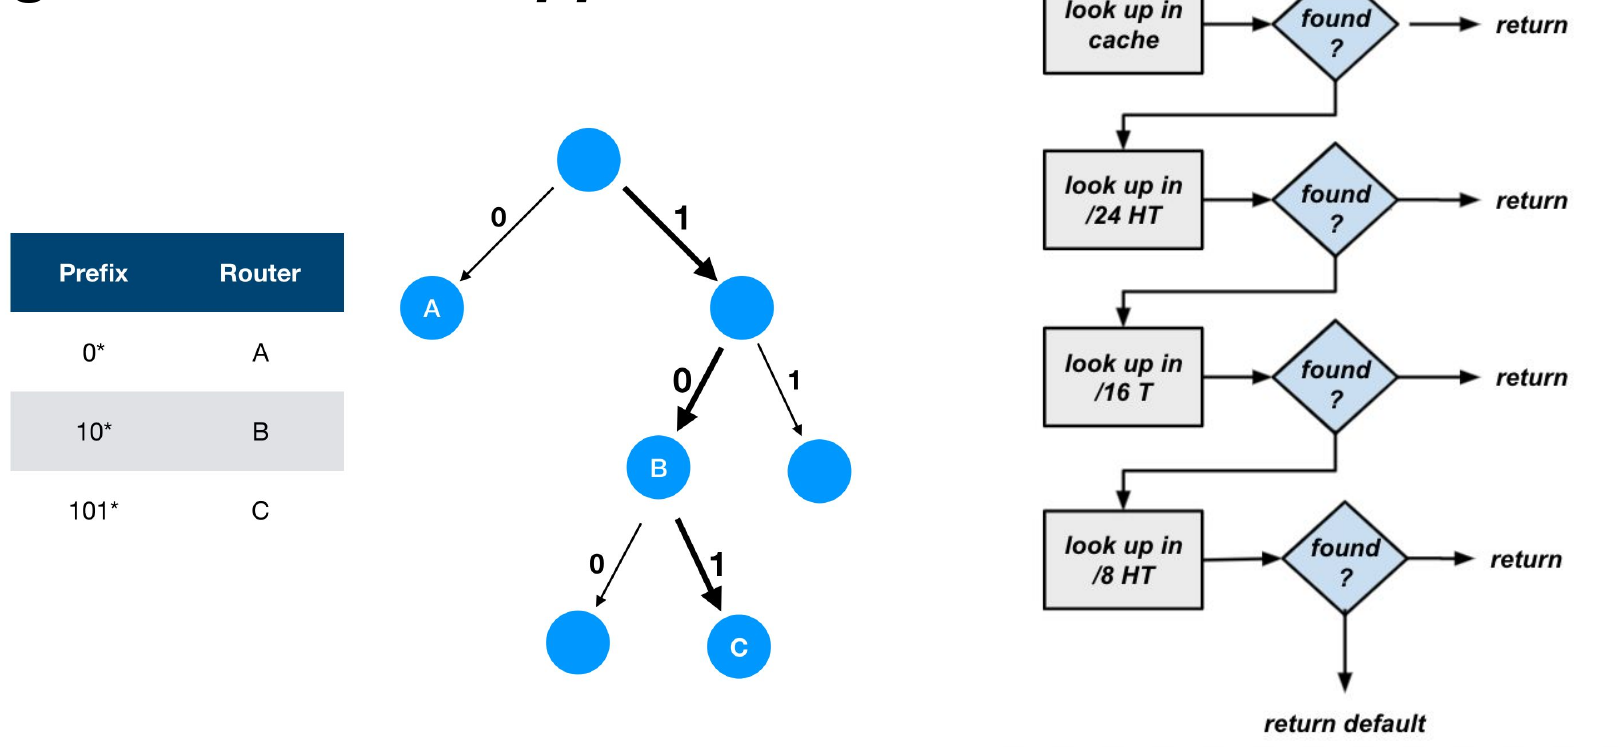 Prefix Router
0* A
10* B
101* C
0
1
A
0
1
B
0
1
C
look up in
cache
found
?
return
look up in
/24 HT
found
?
return
look up in
/16 T
found
?
return
look up in
/8 HT
found
?
return
return default